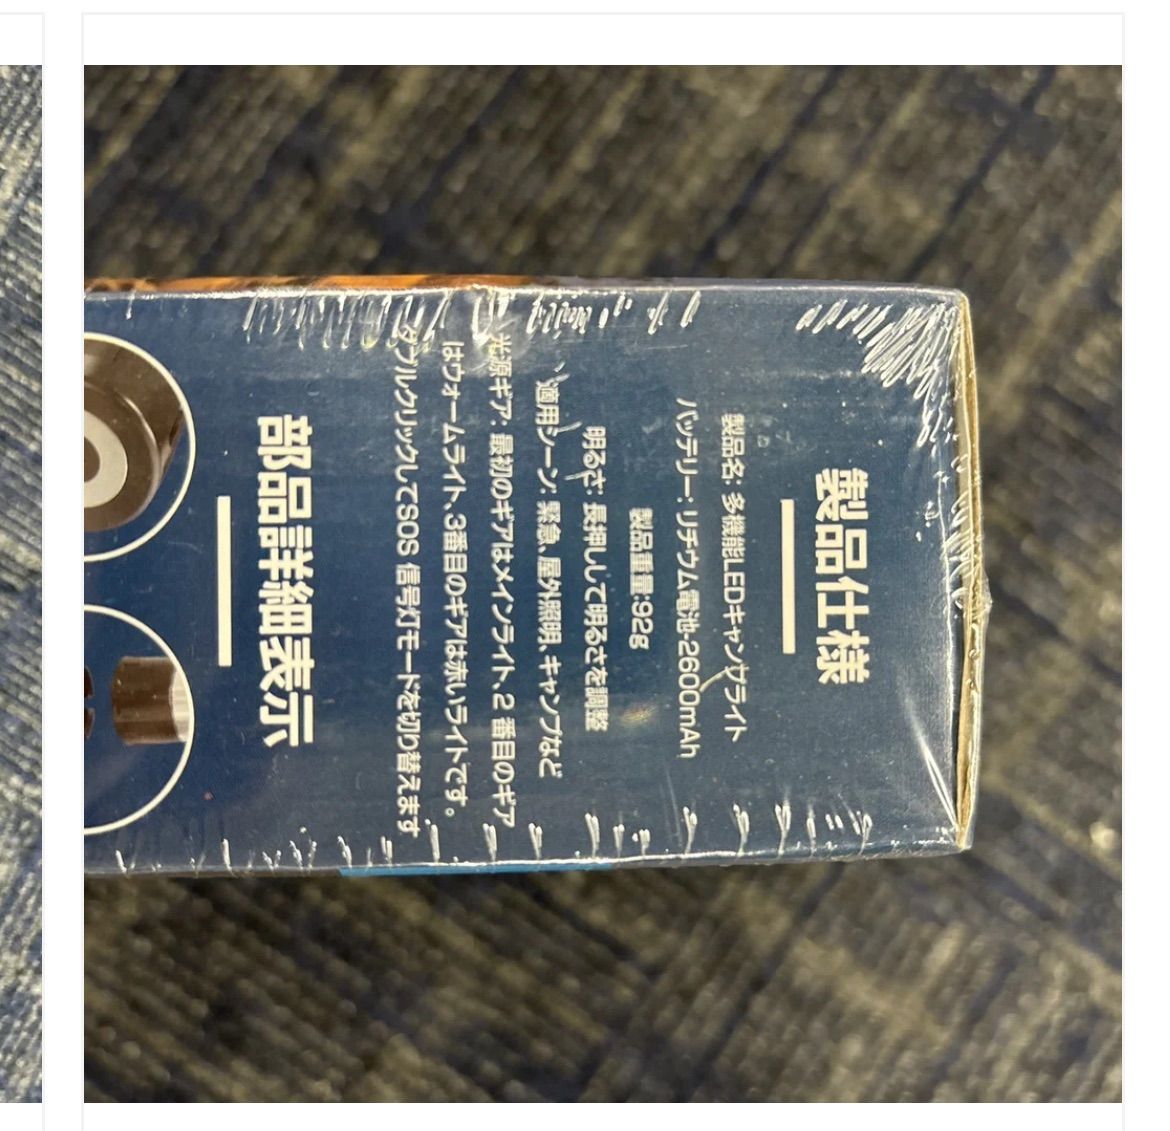 製品仕様
製品名: 多機能LEDキャンプライト
バッテリー: リチウム電池-2600mAh
製品重量:92g
明るさ: 長押しして明るさを調整
適用シーン: 緊急、屋外照明、キャンプなど
光源ギア: 最初のギアはメインライト、2 番目のギア
はウォームライト、3番目のギアは赤いライトです。
ダブルクリックしてSOS 信号灯モードを切り替えます
部品詳細表示